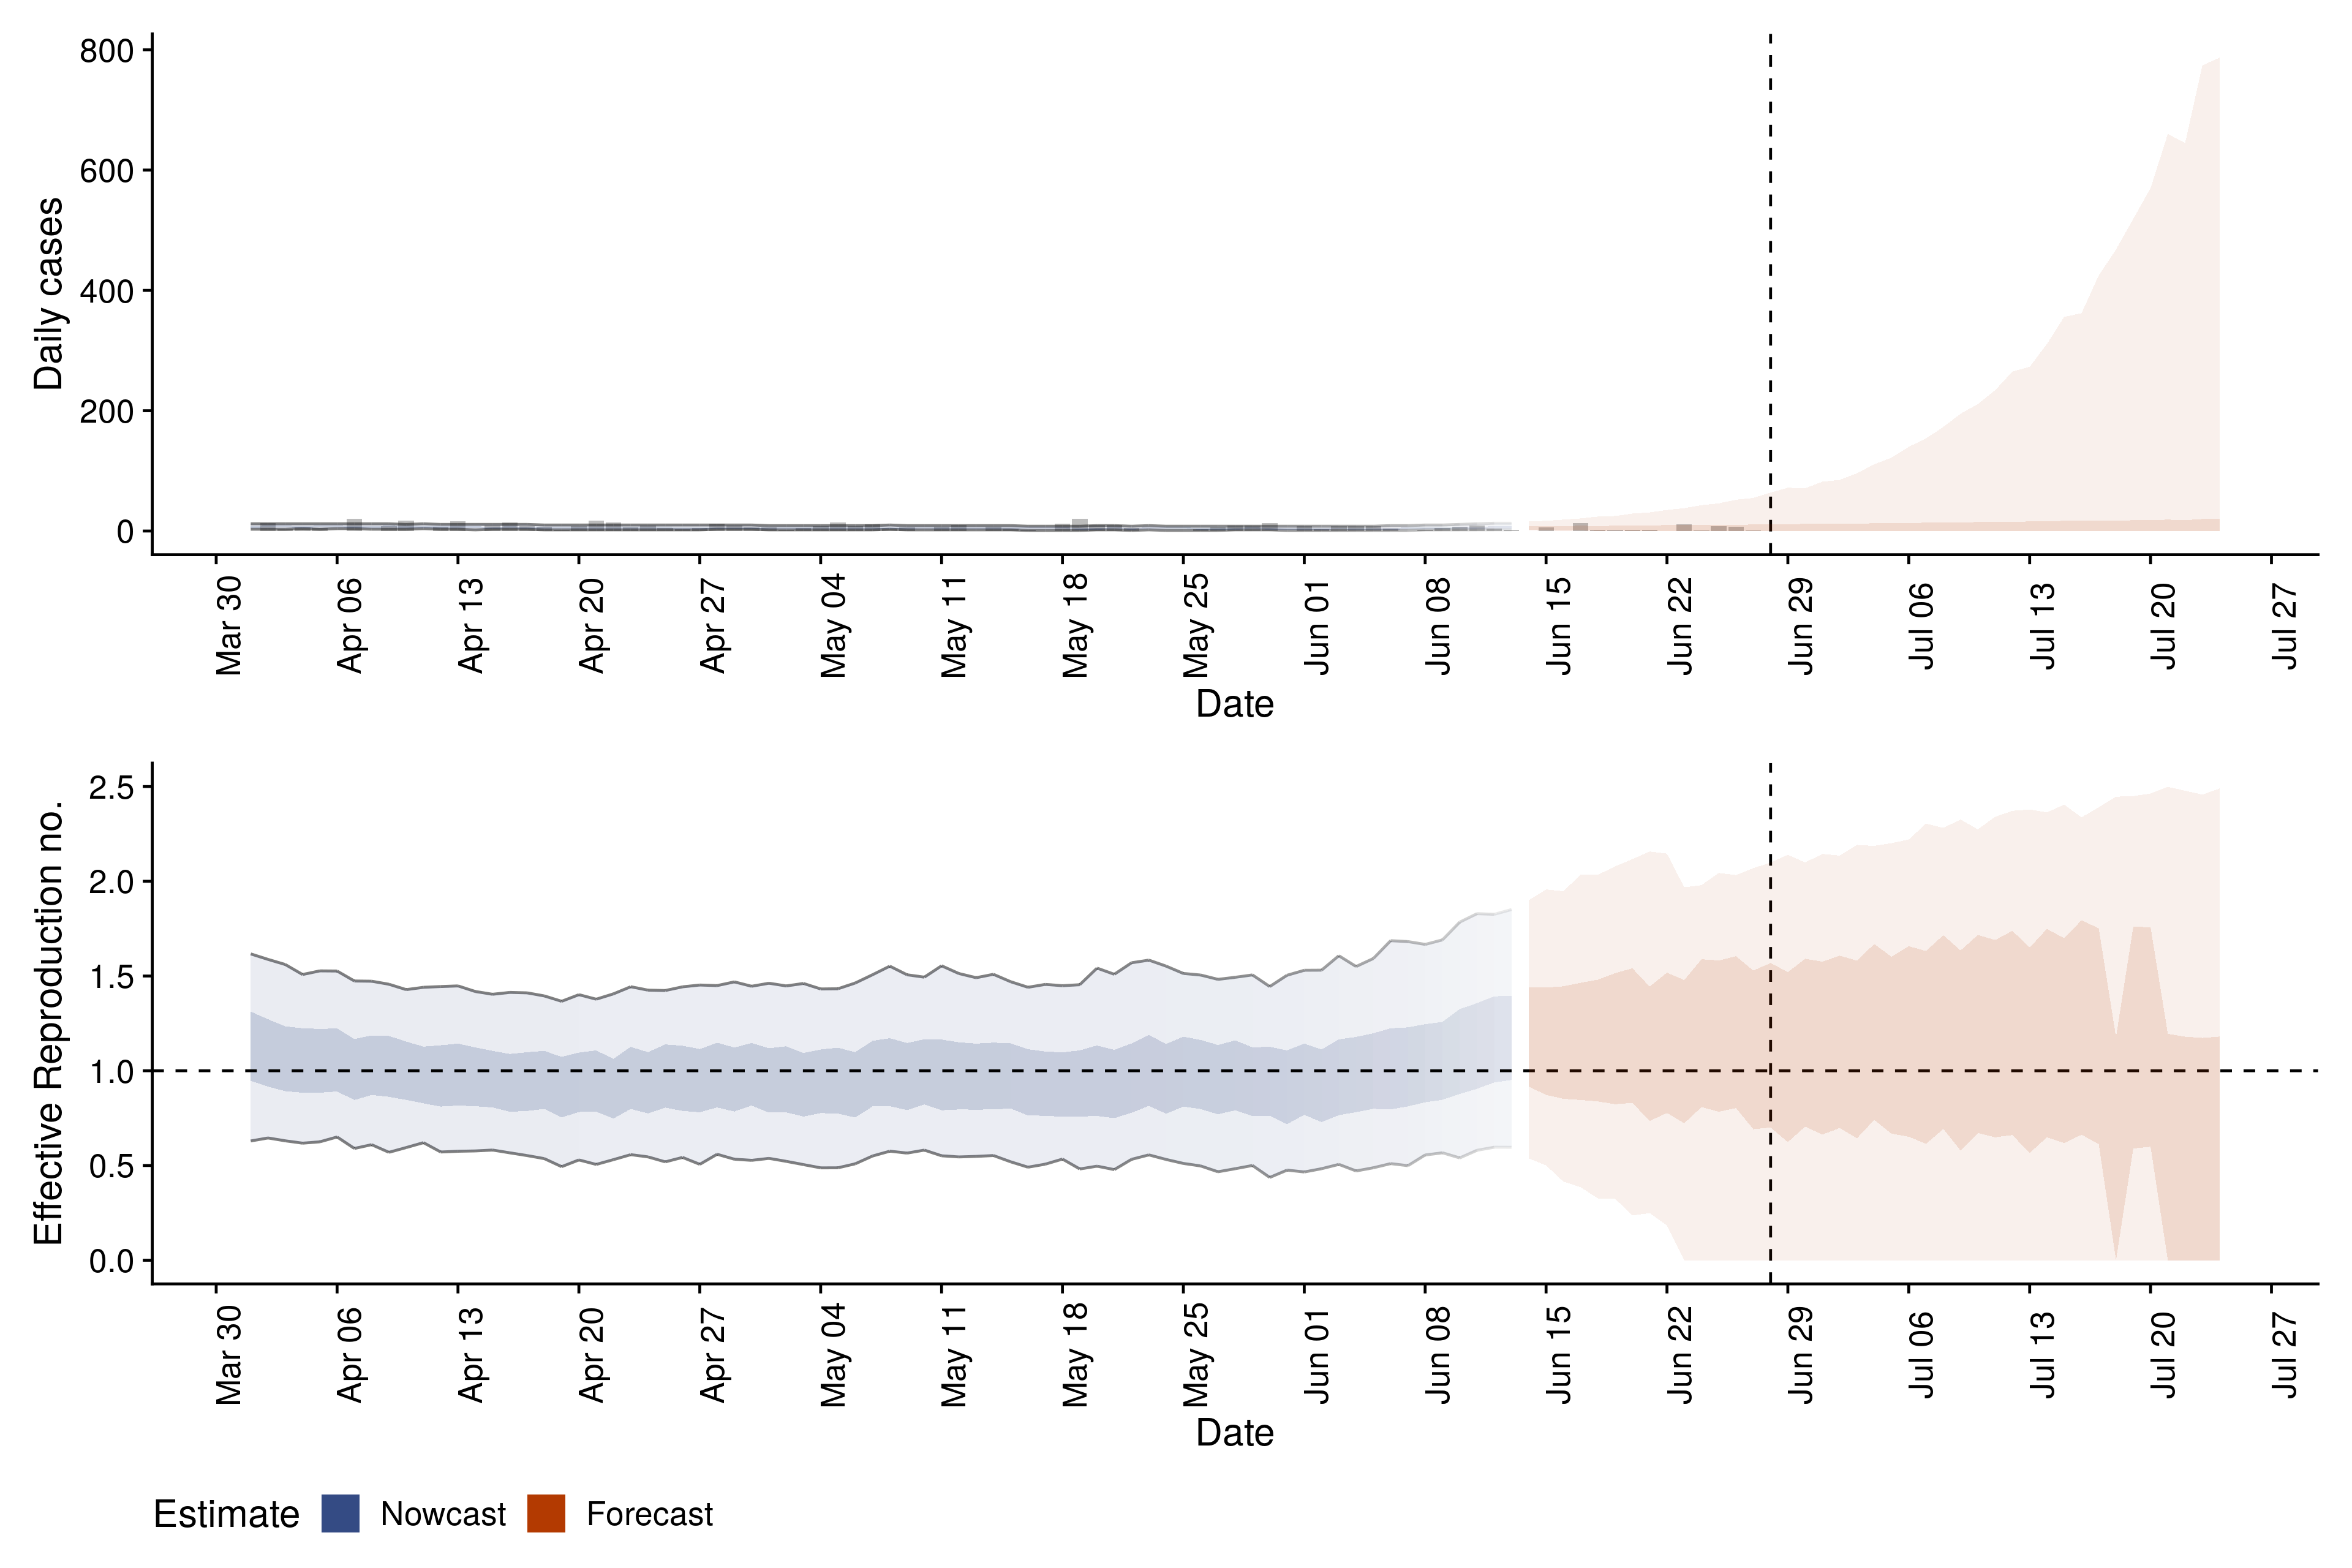 800
600
400
200
0
Daily cases
Mar 30 Apr 06 Apr 13 Apr 20 Apr 27 May 04 May 11 May 18 May 25 Jun 01 Jun 08 Jun 15 Jun 22 Jun 29 Jul 06 Jul 13 Jul 20 Jul 27
Date
2.5
2.0
1.5
1.0
0.5
0.0
Effective Reproduction no.
Mar 30 Apr 06 Apr 13 Apr 20 Apr 27 May 04 May 11 May 18 May 25 Jun 01 Jun 08 Jun 15 Jun 22 Jun 29 Jul 06 Jul 13 Jul 20 Jul 27
Date
Estimate Nowcast Forecast